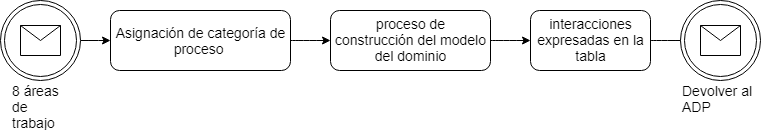 Asignación de categoría de
proceso
proceso de
construcción del modelo
del dominio
interacciones
expresadas en la
tabla
8 áreas
de
trabajo
Devolver al
ADP